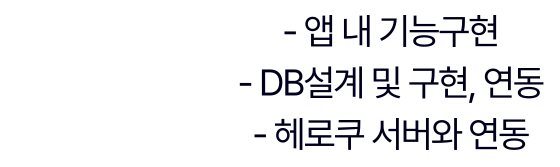 - 앱 내 기능구현
- DB설계 및 구현, 연동
- 헤로쿠 서버와 연동